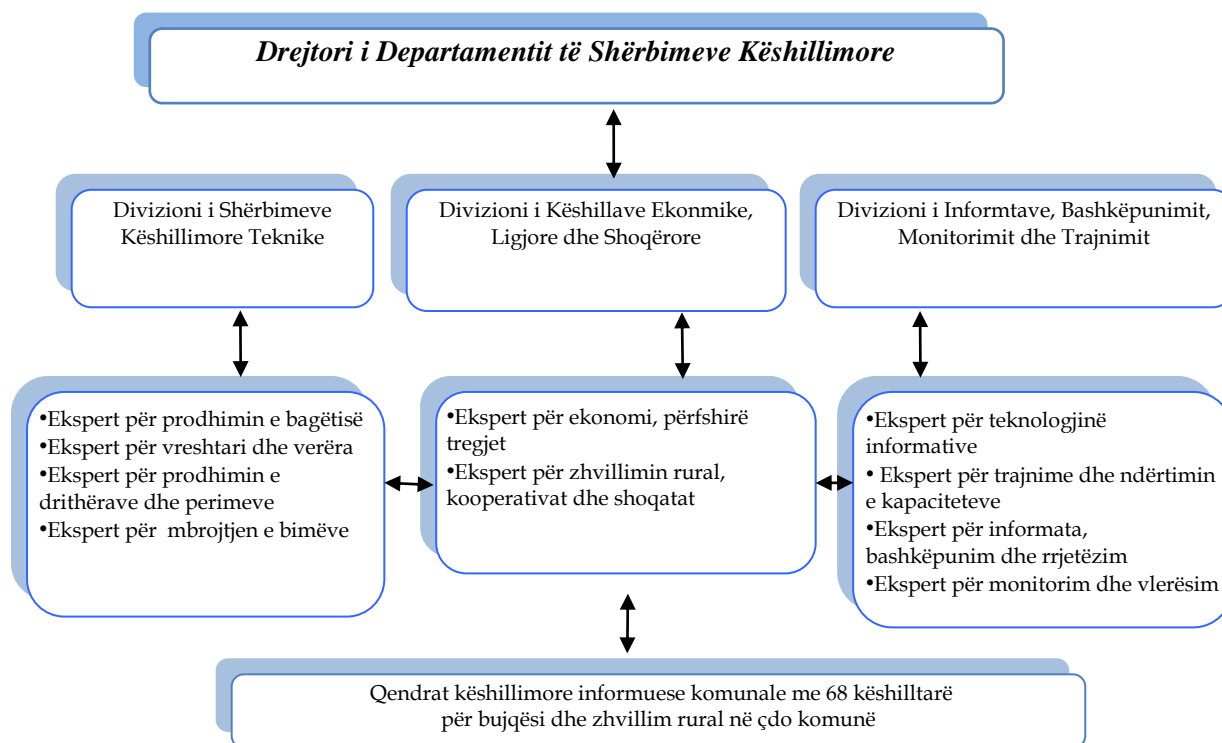 Drejtori i Departamentit të Shërbimeve Këshillimore
Divizioni i Shërbimeve
Këshillimore Teknike
Divizioni i Këshillave Ekonmike,
Ligjore dhe Shoqërore
Divizioni i Informtave, Bashkëpunimit,
Monitorimit dhe Trajnimit
•Ekspert për prodhimin e bagëtisë
•Ekspert për vreshtari dhe verëra
•Ekspert për prodhimin e
drithërave dhe perimeve
•Ekspert për mbrojtjen e bimëve
•Ekspert për ekonomi, përfshirë
tregjet
•Ekspert për zhvillimin rural,
kooperativat dhe shoqatat
•Ekspert për teknologjinë
informative
• Ekspert për trajnime dhe ndërtimin
e kapaciteteve
•Ekspert për informata,
bashkëpunim dhe rrjetëzim
•Ekspert për monitorim dhe vlerësim
Qendrat këshillimore informuese komunale me 68 këshilltarë
për bujqësi dhe zhvillim rural në çdo komunë